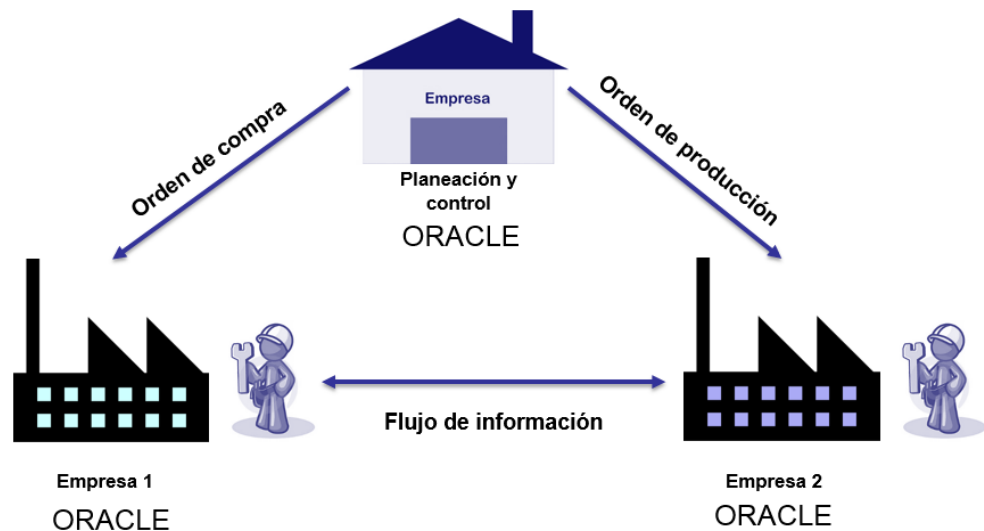 Empresa
Orden de compra
Orden de producción
Planeación y
control
ORACLE
Flujo de información
Empresa 1
ORACLE
Empresa 2
ORACLE